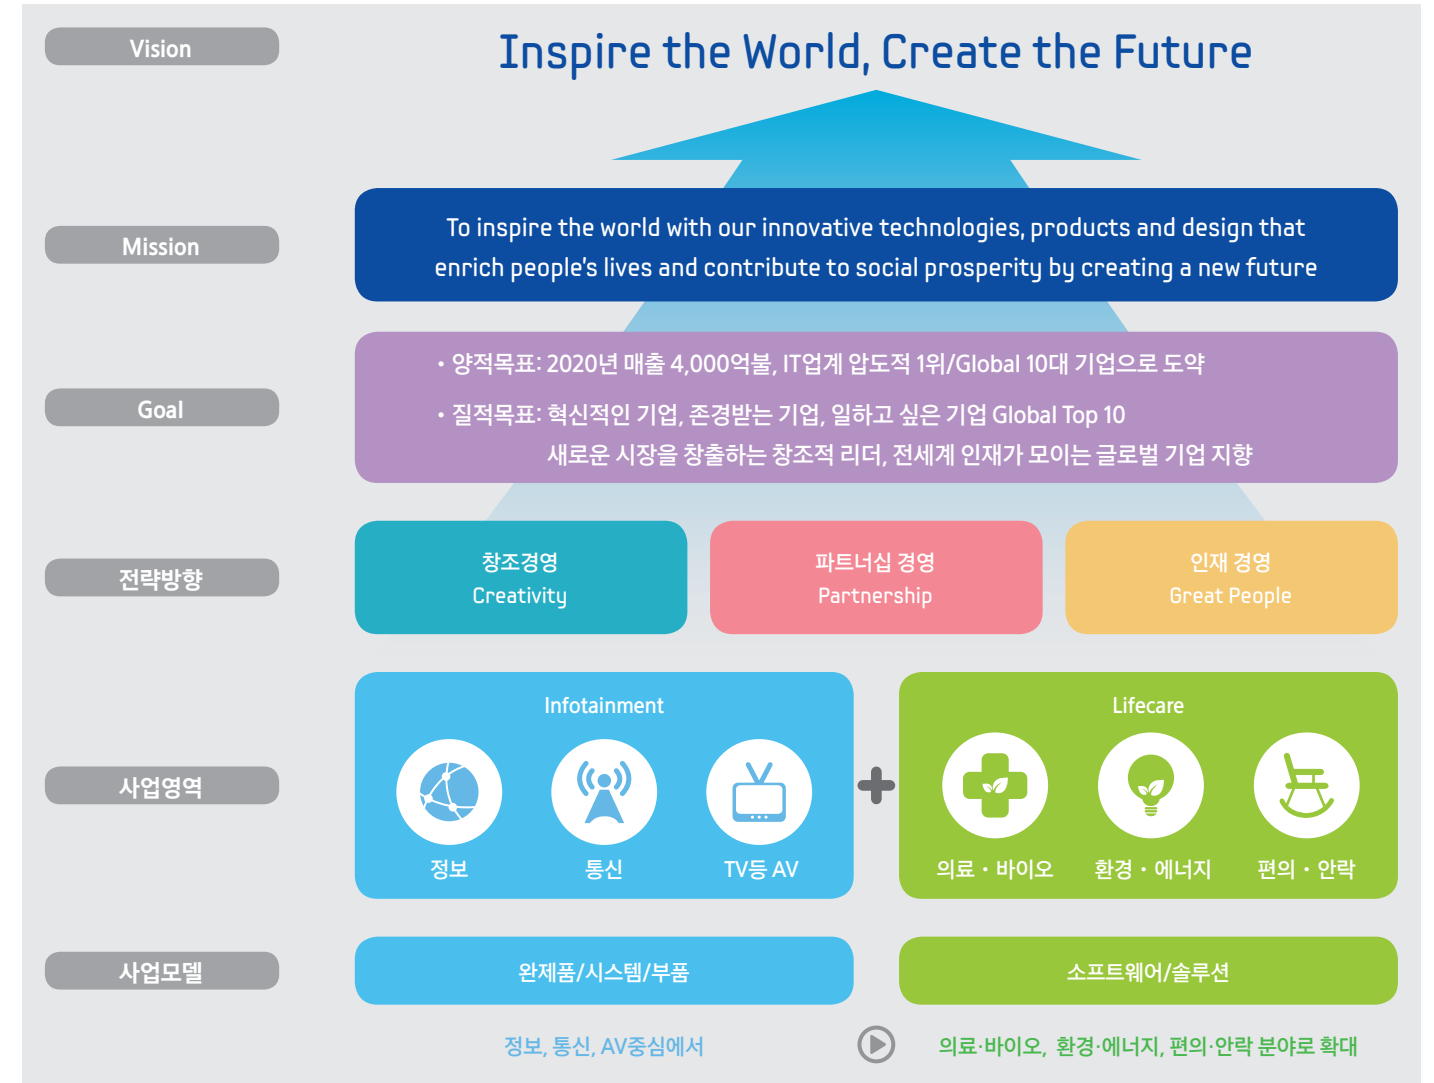 Vision
Inspire the World, Create the Future
Mission
To inspire the world with our innovative technologies, products and design that
enrich people's lives and contribute to social prosperity by creating a new future
Goal
• 양적목표: 2020년 매출 4,000억불, IT업계 압도적 1위/Global 10대 기업으로 도약
• 질적목표: 혁신적인 기업, 존경받는 기업, 일하고 싶은 기업 Global Top 10
새로운 시장을 창출하는 창조적 리더, 전세계 인재가 모이는 글로벌 기업 지향
전략방향
창조경영
Creativity
파트너십 경영
Partnership
인재 경영
Great People
사업영역
Infotainment
정보
통신
TV등 AV
Lifecare
의료・바이오
환경・에너지
편의・안락
사업모델
완제품/시스템/부품
소프트웨어/솔루션
정보, 통신, AV중심에서
의료·바이오, 환경·에너지, 편의·안락 분야로 확대